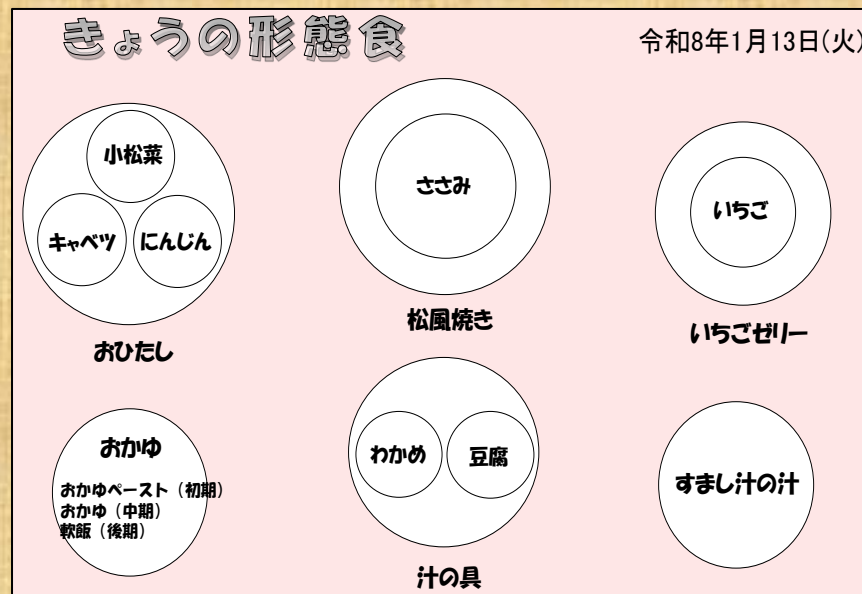 きょうの形態食
令和8年1月13日(火)
小松菜
キャベツ
にんじん
おひたし
ささみ
松風焼き
いちご
いちごゼリー
おかゆ
おかゆペースト（初期）
おかゆ（中期）
軟飯（後期）
わかめ
豆腐
汁の具
すまし汁の汁